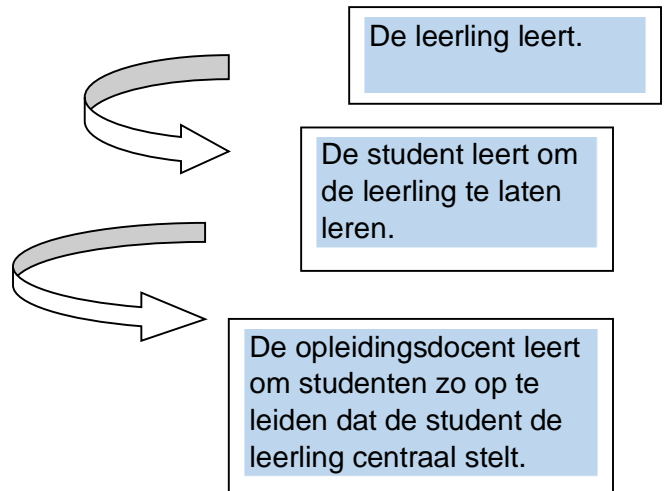 De leerling leert.
De student leert om
de leerling te laten
leren.
De opleidingsdocent leert
om studenten zo op te
leiden dat de student de
leerling centraal stelt.